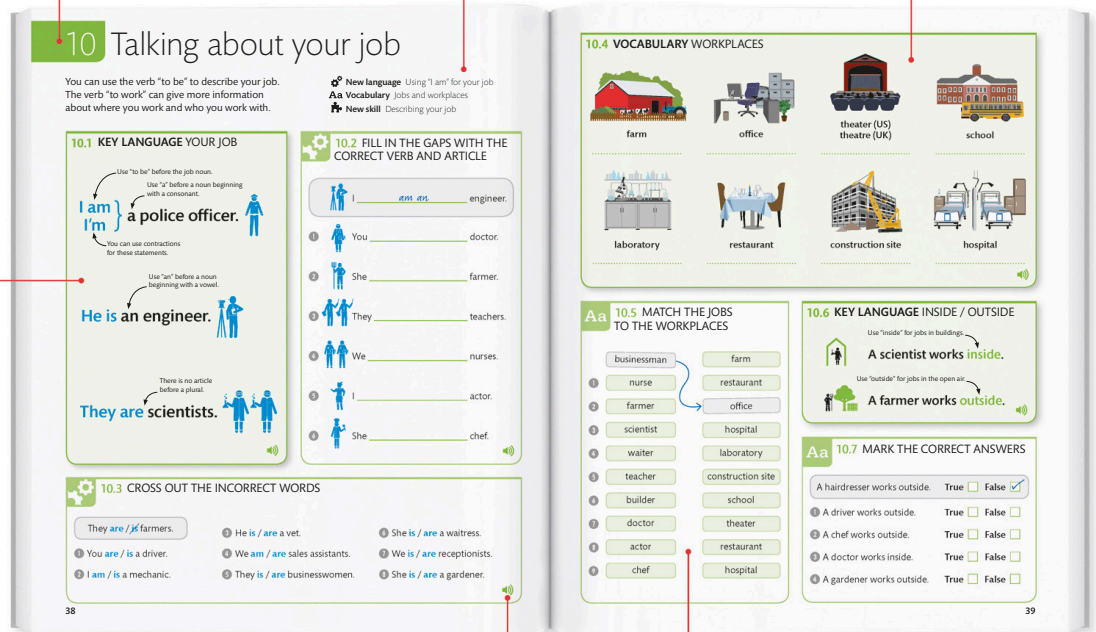 10 Talking about your job
You can use the verb "to be" to describe your job.
The verb "to work" can give more information
about where you work and who you work with.
New language Using "I am" for your job
Aa Vocabulary Jobs and workplaces
New skill Describing your job
10.1 KEY LANGUAGE YOUR JOB
Use "to be" before the job noun.
Use "a" before a noun beginning
with a consonant.
I am
I'm } a police officer.
You can use contractions
for these statements.
Use "an" before a noun
beginning with a vowel.
He is an engineer.
There is no article
before a plural.
They are scientists.
10.2 FILL IN THE GAPS WITH THE
CORRECT VERB AND ARTICLE
I am an engineer.
1 You ____________ doctor.
2 She ____________ farmer.
3 They ____________ teachers.
4 We ____________ nurses.
5 I ____________ actor.
6 She ____________ chef.
10.3 CROSS OUT THE INCORRECT WORDS
They are / is farmers.
1 You are / is a driver.
2 I am / is a mechanic.
3 He is / are a vet.
4 We am / are sales assistants.
5 They is / are businesswomen.
6 She is / are a waitress.
7 We is / are receptionists.
8 She is / are a gardener.
38
10.4 VOCABULARY WORKPLACES
farm
office
theater (US)
theatre (UK)
school
laboratory
restaurant
construction site
hospital
Aa 10.5 MATCH THE JOBS
TO THE WORKPLACES
businessman farm
1 nurse restaurant
2 farmer office
3 scientist hospital
4 waiter laboratory
5 teacher construction site
6 builder school
7 doctor theater
8 actor restaurant
9 chef hospital
10.6 KEY LANGUAGE INSIDE / OUTSIDE
Use "inside" for jobs in buildings.
A scientist works inside.
Use "outside" for jobs in the open air.
A farmer works outside.
Aa 10.7 MARK THE CORRECT ANSWERS
A hairdresser works outside. True False
1 A driver works outside. True False
2 A chef works outside. True False
3 A doctor works inside. True False
4 A gardener works outside. True False
39